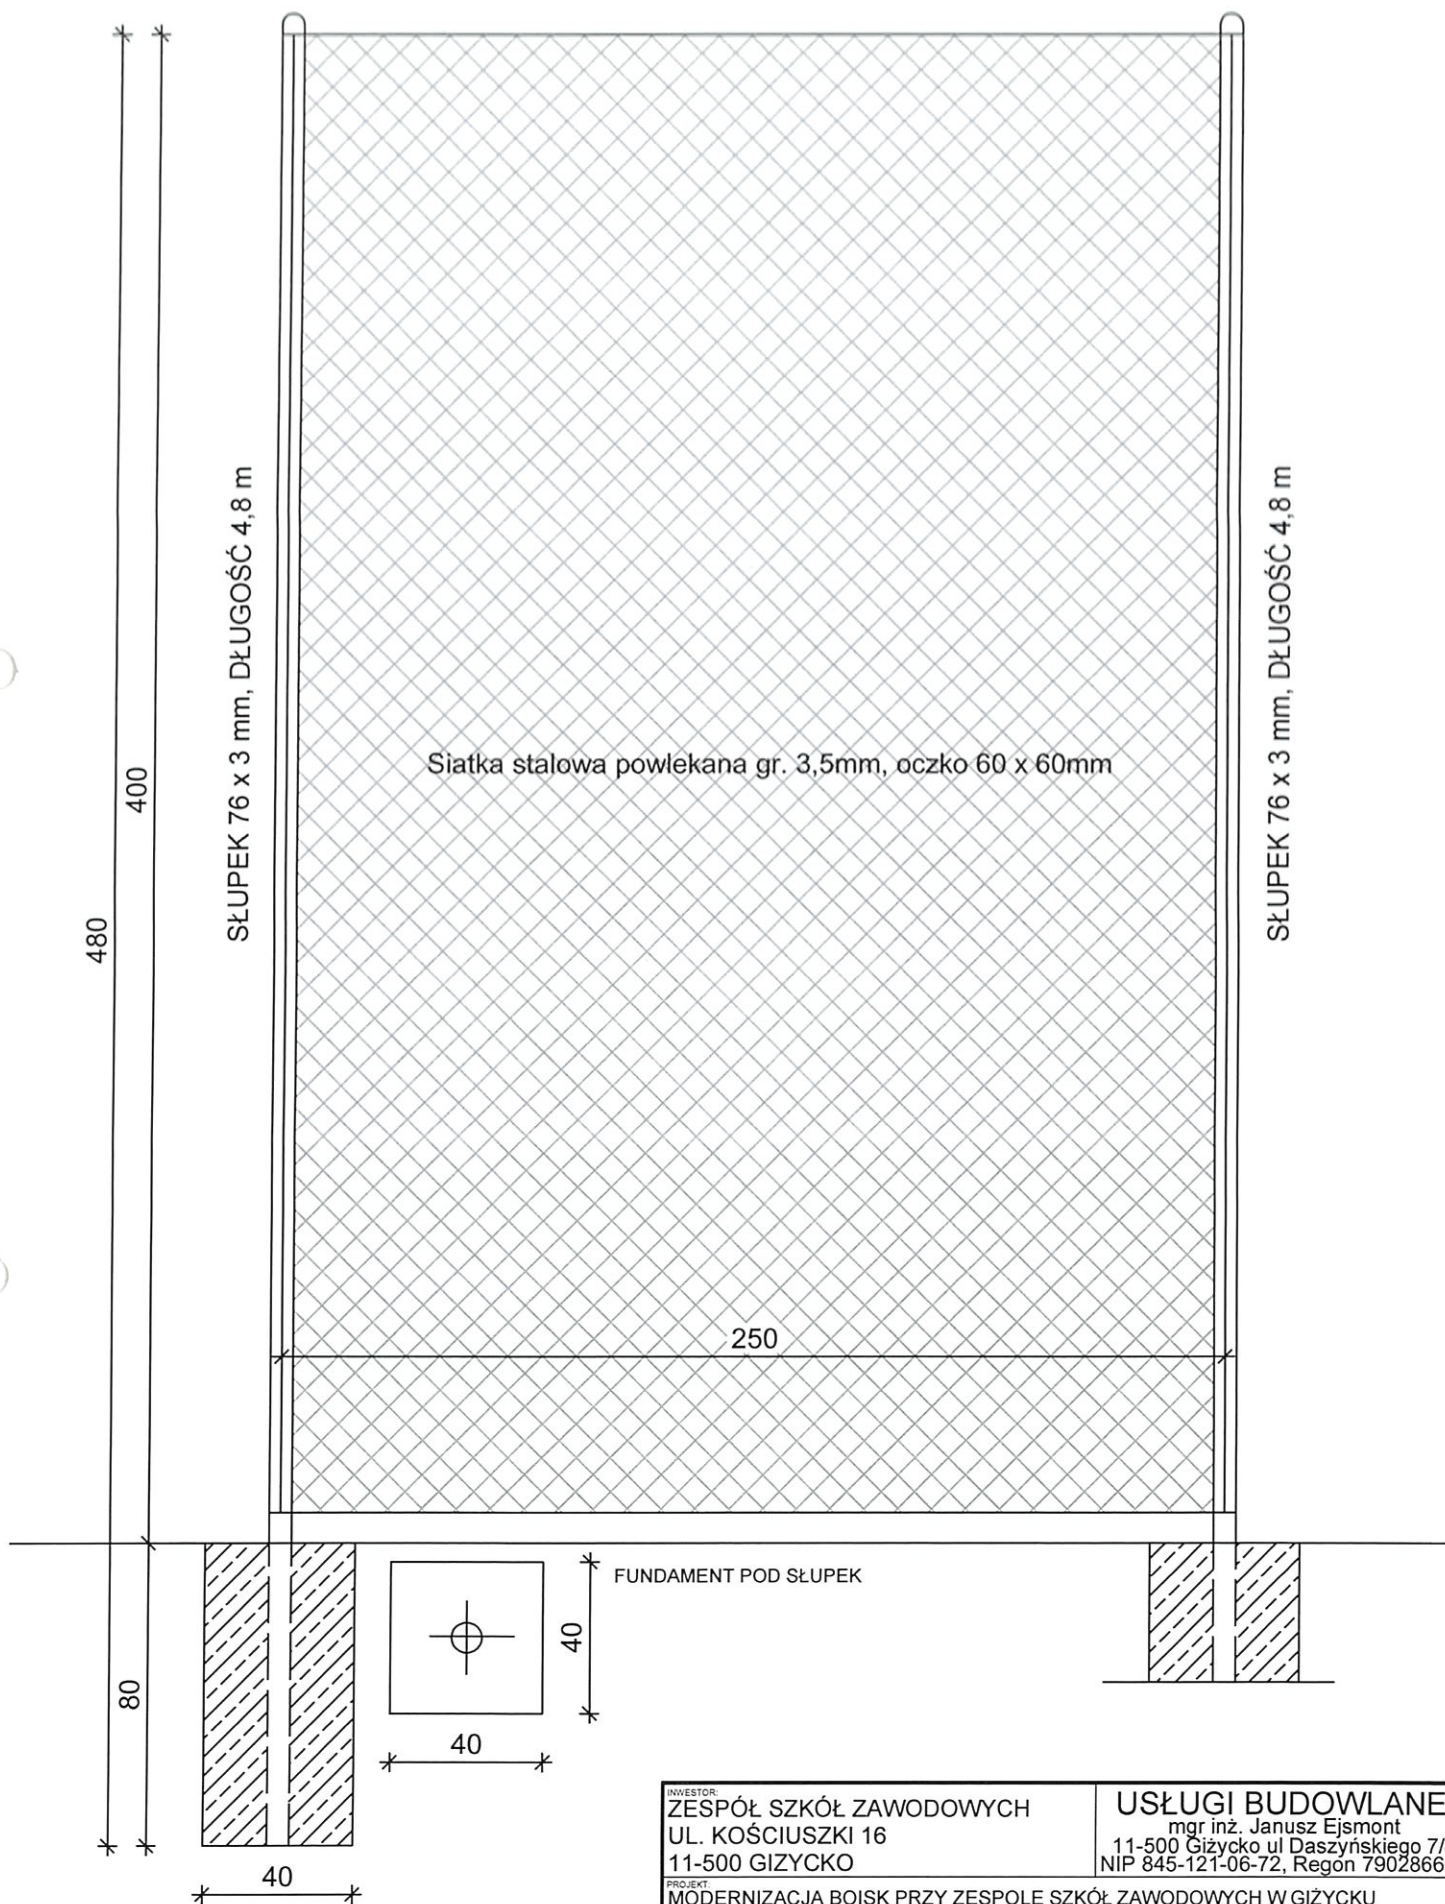 SŁUPEK 76 x 3 mm, DŁUGOŚĆ 4,8 m
SŁUPEK 76 x 3 mm, DŁUGOŚĆ 4,8 m
400
480
Siatka stalowa powlekana gr. 3,5mm, oczko 60 x 60mm
250
FUNDAMENT POD SŁUPEK
40
80
40
40
INWESTOR:
ZESPÓŁ SZKÓŁ ZAWODOWYCH
UL. KOŚCIUSZKI 16
11-500 GIZYCKO
USŁUGI BUDOWLANE
mgr inż. Janusz Ejsmont
11-500 Giżycko ul Daszyńskiego 7/
NIP 845-121-06-72, Regon 7902866
PROJEKT:
MODERNIZACJA BOISK PRZY ZESPOLE SZKÓŁ ZAWODOWYCH W GIŻYCKU